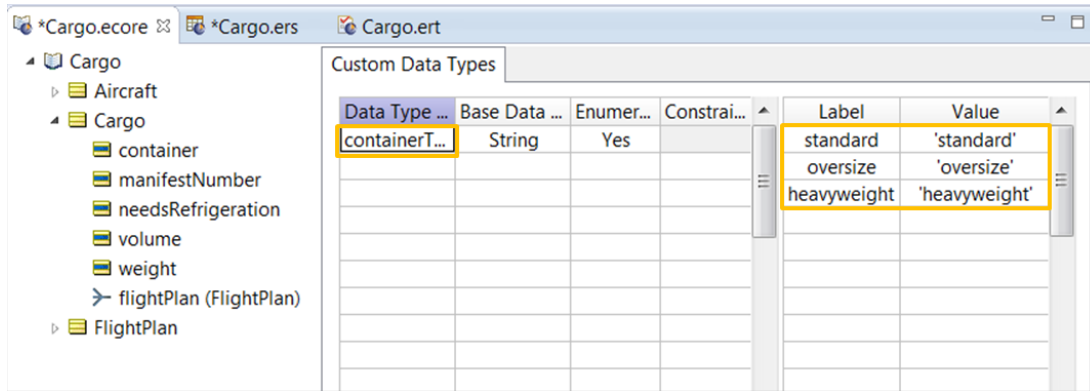 *Cargo.ecore *Cargo.ers Cargo.ert
Cargo
Aircraft
Cargo
container
manifestNumber
needsRefrigeration
volume
weight
flightPlan (FlightPlan)
FlightPlan
Custom Data Types
Data Type ... Base Data ... Enumer... Constrai...
containerT... String Yes
Label Value
standard 'standard'
oversize 'oversize'
heavyweight 'heavyweight'